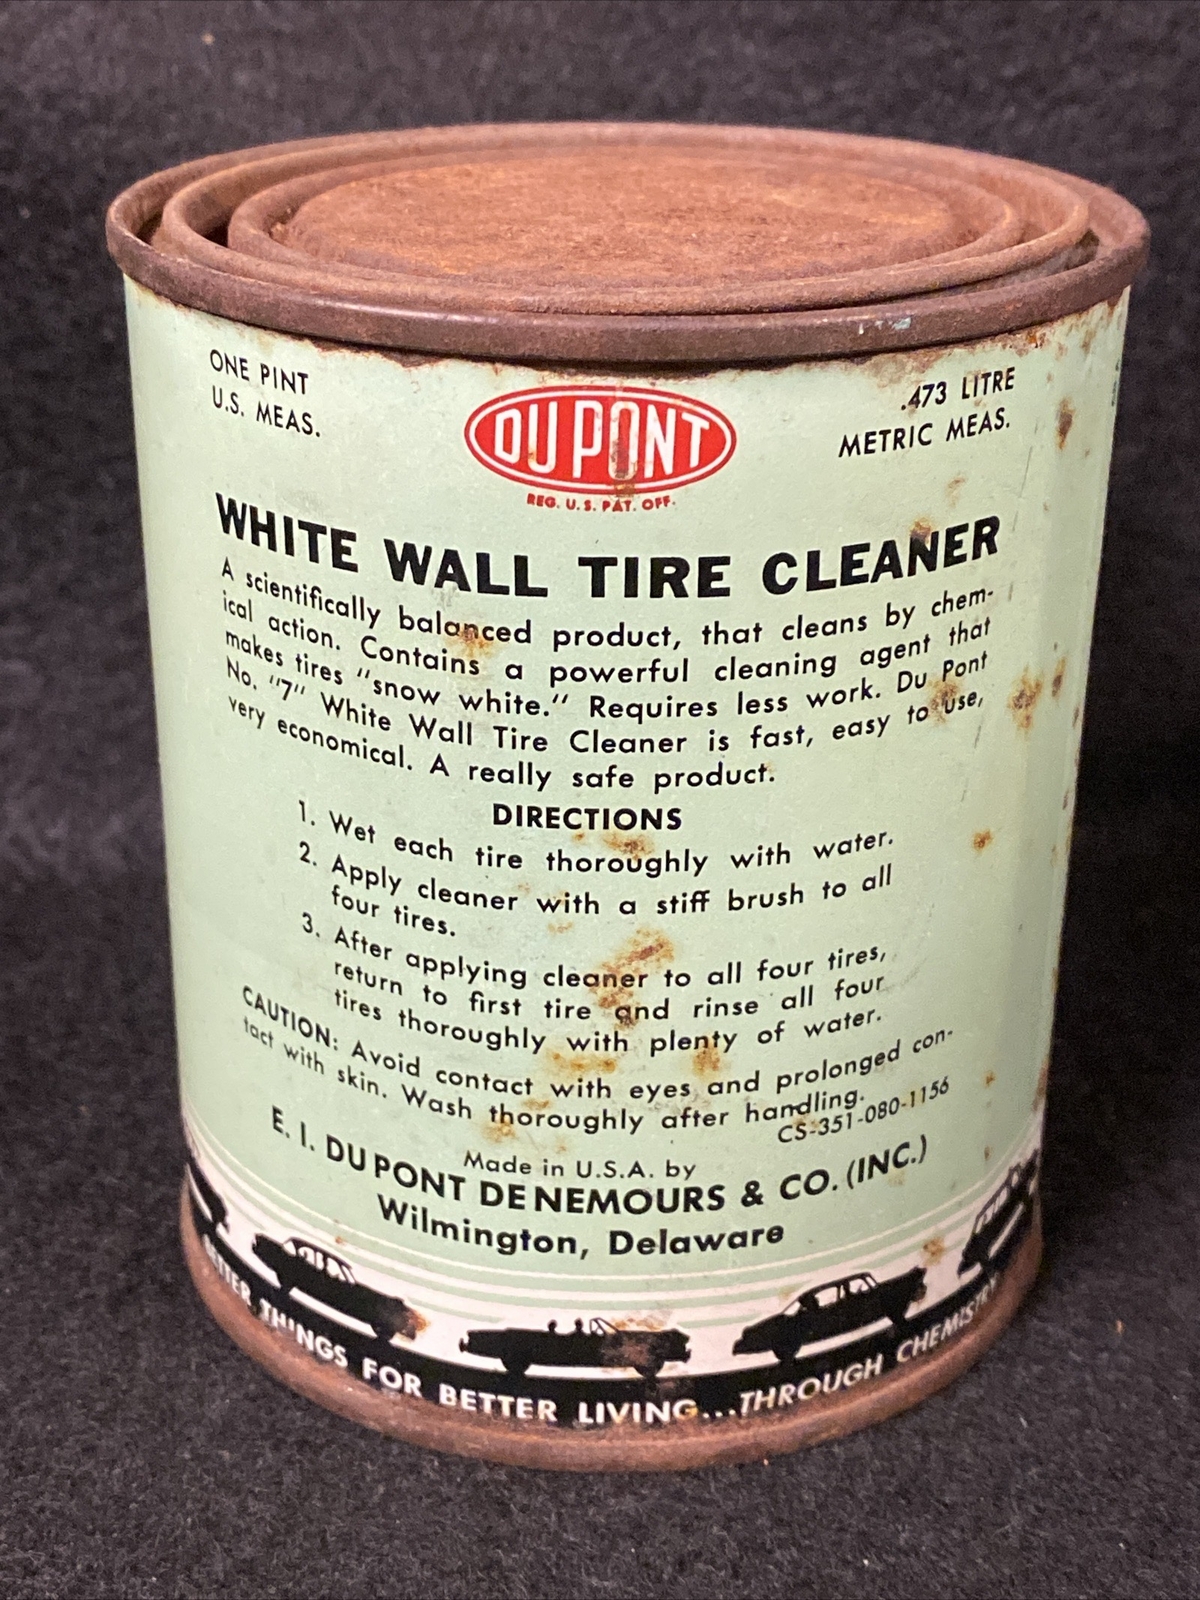 ONE PINT
U.S. MEAS.
.473 LITRE
METRIC MEAS.
DU PONT
REG. U.S. PAT. OFF.
WHITE WALL TIRE CLEANER
A scientifically balanced product, that cleans by chem-
ical action. Contains a powerful cleaning agent that
makes tires "snow white." Requires less work. Du Pont
No. "7" White Wall Tire Cleaner is fast, easy to use,
very economical. A really safe product.
DIRECTIONS
1. Wet each tire thoroughly with water.
2. Apply cleaner with a stiff brush to all
four tires.
3. After applying cleaner to all four tires,
return to first tire and rinse all four
tires thoroughly with plenty of water.
CAUTION: Avoid contact with eyes and prolonged con-
tact with skin. Wash thoroughly after handling.
CS-351-080-1156
Made in U.S.A. by
E. I. DU PONT DE NEMOURS & CO. (INC.)
Wilmington, Delaware
BETTER THINGS FOR BETTER LIVING...THROUGH CHEMISTRY